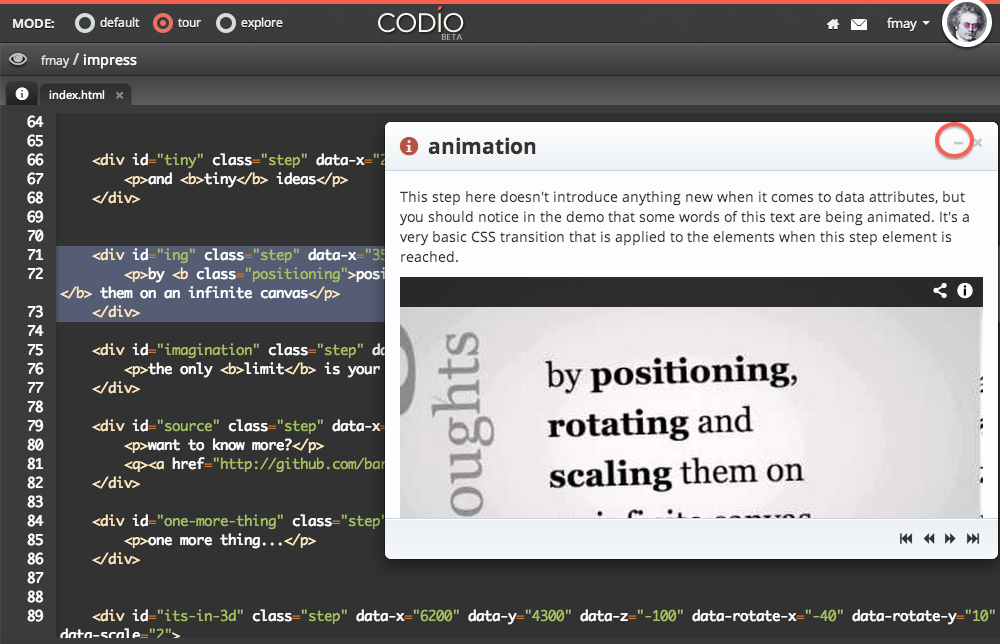 MODE: default tour explore CODIO BETA fmay
fmay / impress
index.html ×
64
65
66 <div id="tiny" class="step" data-x="2
67 <p>and <b>tiny</b> ideas</p>
68 </div>
69
70
71 <div id="ing" class="step" data-x="35
72 <p>by <b class="positioning">posi
</b> them on an infinite canvas</p>
73 </div>
74
75 <div id="imagination" class="step" da
76 <p>the only <b>limit</b> is your
77 </div>
78
79 <div id="source" class="step" data-x=
80 <p>want to know more?</p>
81 <q><a href="http://github.com/bar
82 </div>
83
84 <div id="one-more-thing" class="step"
85 <p>one more thing...</p>
86 </div>
87
88
89 <div id="its-in-3d" class="step" data-x="6200" data-y="4300" data-z="-100" data-rotate-x="-40" data-rotate-y="10"
data-scale="2">
animation
This step here doesn't introduce anything new when it comes to data attributes, but
you should notice in the demo that some words of this text are being animated. It's a
very basic CSS transition that is applied to the elements when this step element is
reached.
oughts
by positioning,
rotating and
scaling them on